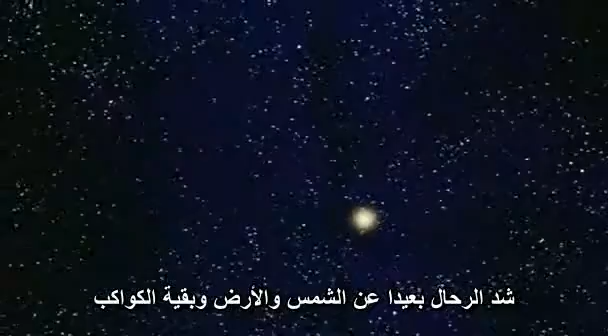 شد الرحال بعيدا عن الشمس والأرض وبقية الكواكب